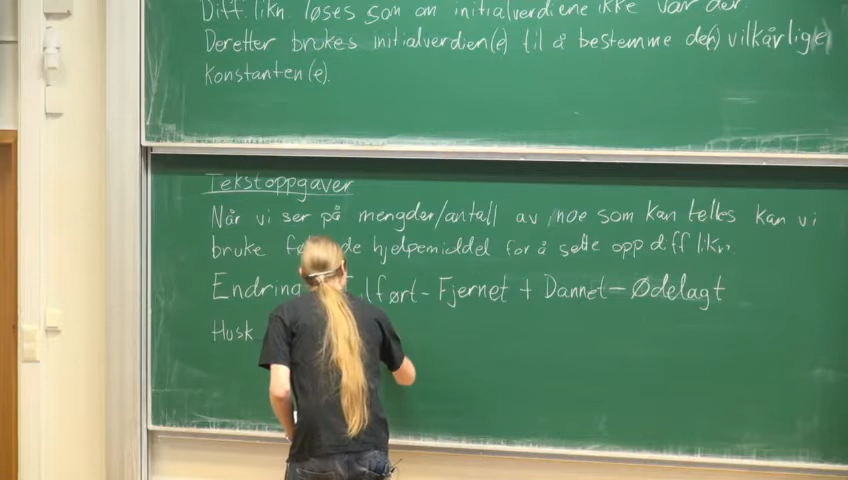 Diff.likn. løses som om initialverdiene ikke var der.
Deretter brukes initialverdien(e) til å bestemme de(n) vilkårlige
konstanten(e).
Tekstoppgaver
Når vi ser på mengder/antall av noe som kan telles kan vi
bruke hjelpemiddel for å sette opp diff likn.
Endring Tilført - Fjernet + Dannet - Ødelagt
Husk